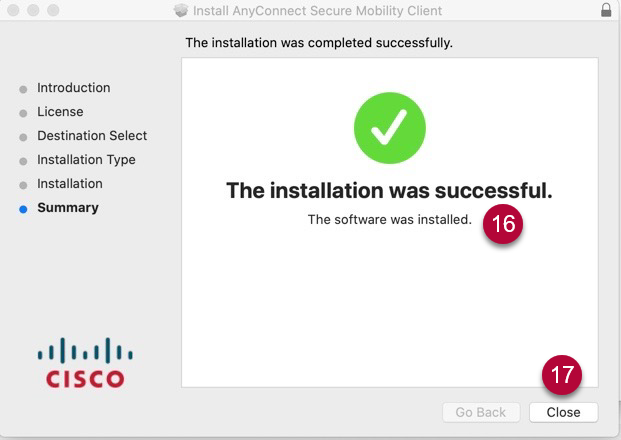 Install AnyConnect Secure Mobility Client
The installation was completed successfully.
Introduction
License
Destination Select
Installation Type
Installation
Summary
The installation was successful.
The software was installed.
16
CISCO
17
Go Back
Close